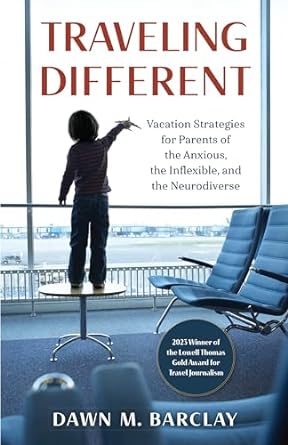 TRAVELING
DIFFERENT
Vacation Strategies
for Parents of
the Anxious,
the Inflexible, and
the Neurodiverse
2023 Winner of
the Lowell Thomas
Gold Award for
Travel Journalism
DAWN M. BARCLAY